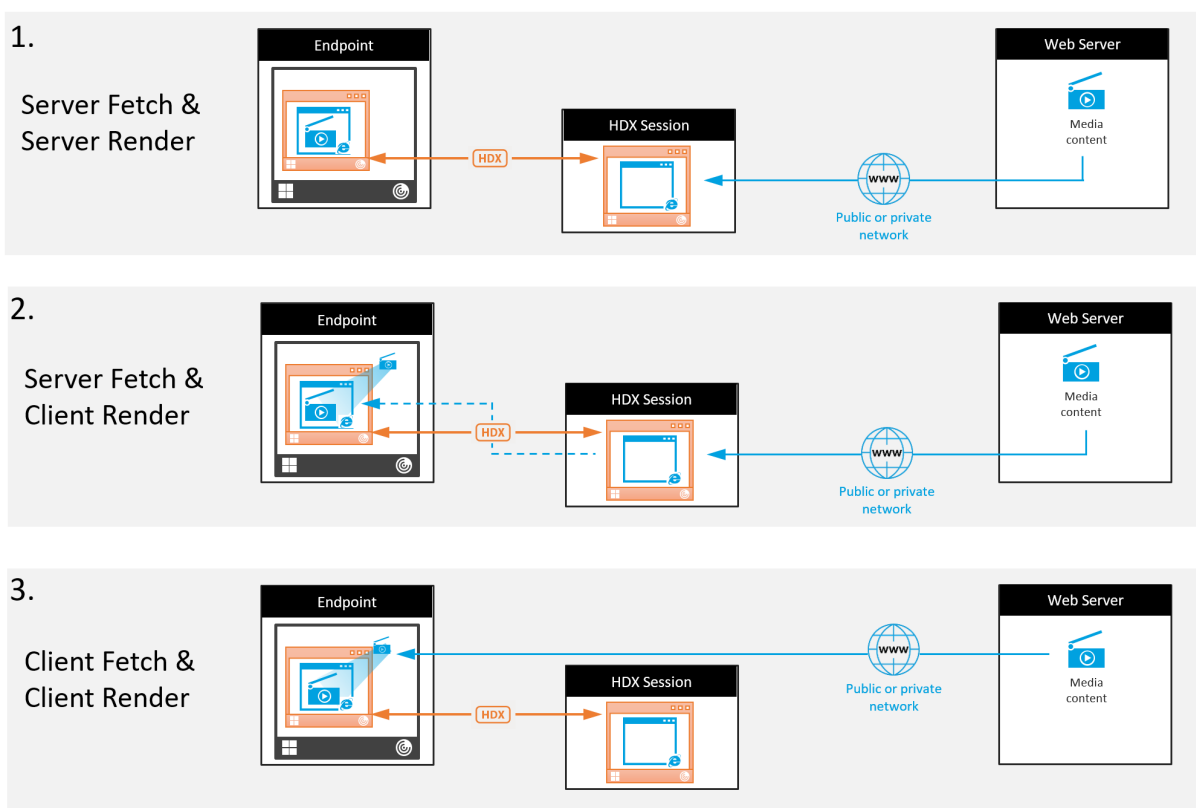 1.
Server Fetch &
Server Render
Endpoint
HDX
HDX Session
WWW
Public or private
network
Web Server
Media
content
2.
Server Fetch &
Client Render
Endpoint
HDX
HDX Session
WWW
Public or private
network
Web Server
Media
content
3.
Client Fetch &
Client Render
Endpoint
HDX
HDX Session
WWW
Public or private
network
Web Server
Media
content